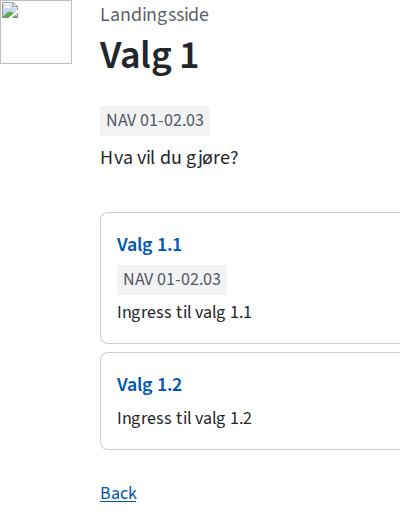 Landingsside
Valg 1
NAV 01-02.03
Hva vil du gjøre?
Valg 1.1
NAV 01-02.03
Ingress til valg 1.1
Valg 1.2
Ingress til valg 1.2
Back